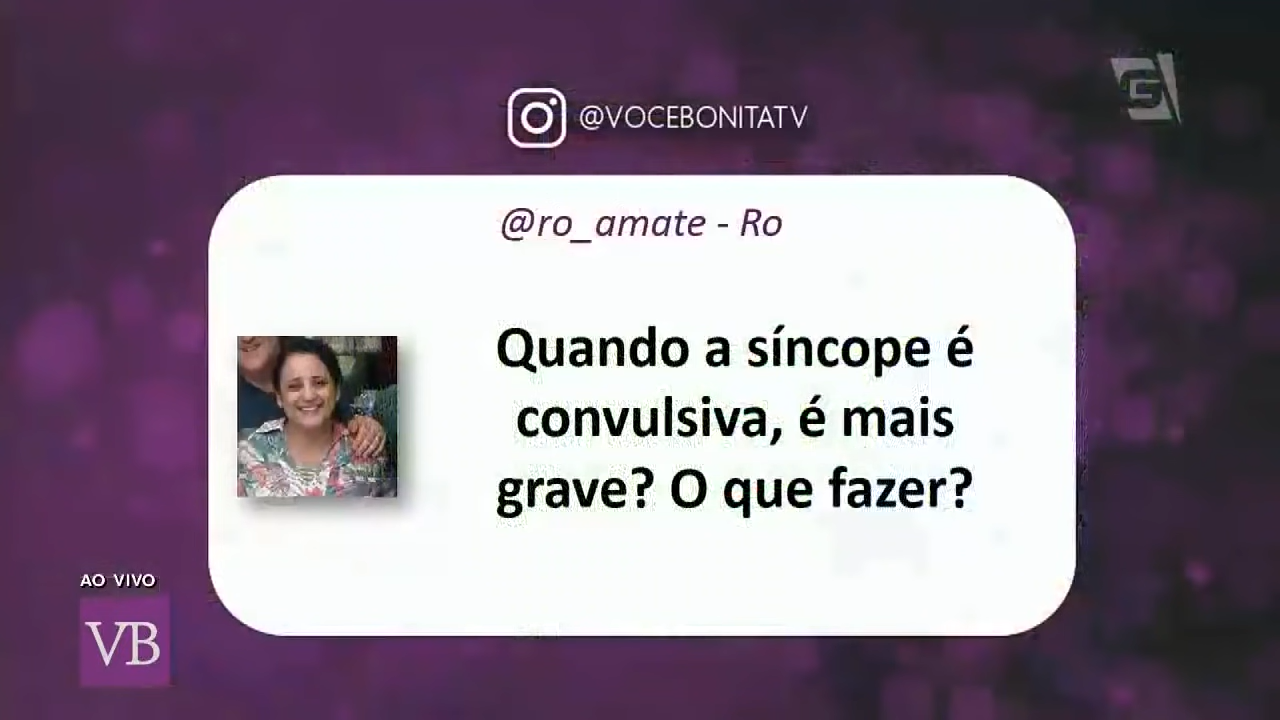 @VOCEBONITATV
@ro_amate - Ro
Quando a síncope é
convulsiva, é mais
grave? O que fazer?
AO VIVO
VB